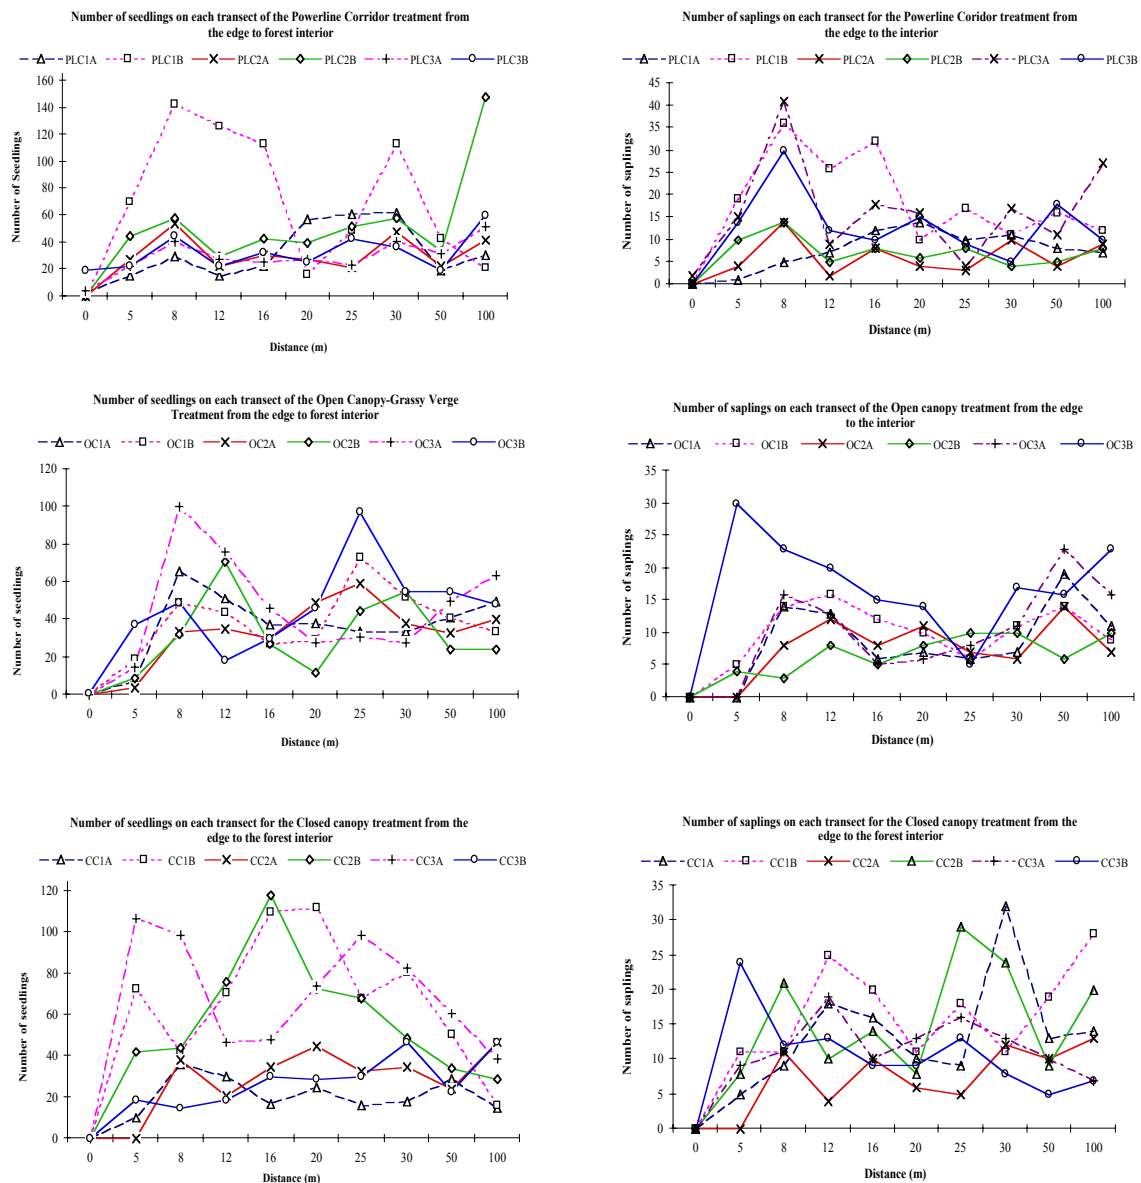 Number of seedlings on each transect of the Powerline Corridor treatment from
the edge to forest interior
PLC1A PLC1B PLC2A PLC2B PLC3A PLC3B
160
140
120
100
80
60
40
20
0
Number of Seedlings
0 5 8 12 16 20 25 30 50 100
Distance (m)
Number of saplings on each transect for the Powerline Coridor treatment from
the edge to the interior
PLC1A PLC1B PLC2A PLC2B PLC3A PLC3B
45
40
35
30
25
20
15
10
5
0
Number of saplings
0 5 8 12 16 20 25 30 50 100
Distance (m)
Number of seedlings on each transect of the Open Canopy-Grassy Verge
Treatment from the edge to forest interior
OC1A OC1B OC2A OC2B OC3A OC3B
120
100
80
60
40
20
0
Number of seedlings
0 5 8 12 16 20 25 30 50 100
Distance (m)
Number of saplings on each transect of the Open canopy treatment from the edge
to the interior
OC1A OC1B OC2A OC2B OC3A OC3B
35
30
25
20
15
10
5
0
Number of saplings
0 5 8 12 16 20 25 30 50 100
Distance (m)
Number of seedlings on each transect for the Closed canopy treatment from the
edge to the forest interior
CC1A CC1B CC2A CC2B CC3A CC3B
120
100
80
60
40
20
0
Number of seedlings
0 5 8 12 16 20 25 30 50 100
Distance (m)
Number of saplings on each transect for the Closed canopy treatment from the
edge to the forest interior
CC1A CC1B CC2A CC2B CC3A CC3B
35
30
25
20
15
10
5
0
Number of saplings
0 5 8 12 16 20 25 30 50 100
Distance (m)